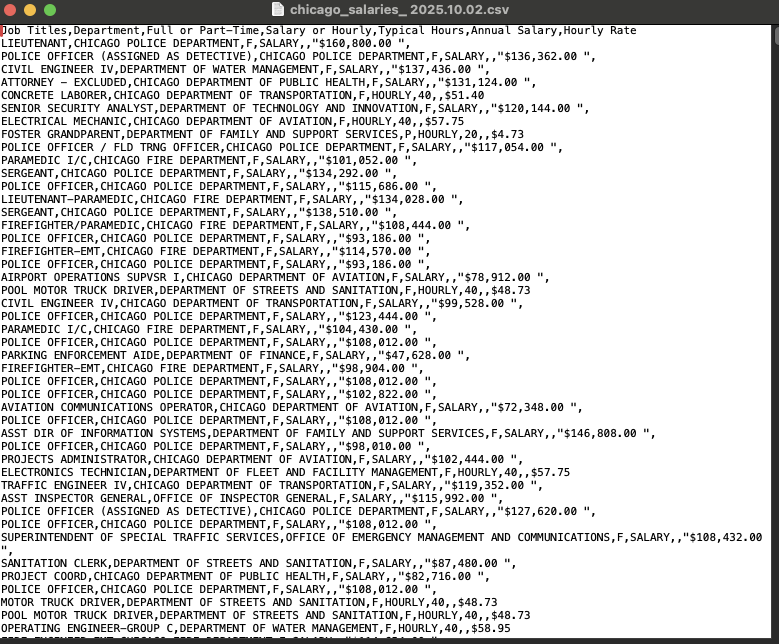 chicago_salaries_ 2025.10.02.csv
Job Titles,Department,Full or Part-Time,Salary or Hourly,Typical Hours,Annual Salary,Hourly Rate
LIEUTENANT,CHICAGO POLICE DEPARTMENT,F,SALARY,,"$160,800.00 ",
POLICE OFFICER (ASSIGNED AS DETECTIVE),CHICAGO POLICE DEPARTMENT,F,SALARY,,"$136,362.00 ",
CIVIL ENGINEER IV,DEPARTMENT OF WATER MANAGEMENT,F,SALARY,,"$137,436.00 ",
ATTORNEY - EXCLUDED,CHICAGO DEPARTMENT OF PUBLIC HEALTH,F,SALARY,,"$131,124.00 ",
CONCRETE LABORER,CHICAGO DEPARTMENT OF TRANSPORTATION,F,HOURLY,40,,$51.40
SENIOR SECURITY ANALYST,DEPARTMENT OF TECHNOLOGY AND INNOVATION,F,SALARY,,"$120,144.00 ",
ELECTRICAL MECHANIC,CHICAGO DEPARTMENT OF AVIATION,F,HOURLY,40,,$57.75
FOSTER GRANDPARENT,DEPARTMENT OF FAMILY AND SUPPORT SERVICES,P,HOURLY,20,,$4.73
POLICE OFFICER / FLD TRNG OFFICER,CHICAGO POLICE DEPARTMENT,F,SALARY,,"$117,054.00 ",
PARAMEDIC I/C,CHICAGO FIRE DEPARTMENT,F,SALARY,,"$101,052.00 ",
SERGEANT,CHICAGO POLICE DEPARTMENT,F,SALARY,,"$134,292.00 ",
POLICE OFFICER,CHICAGO POLICE DEPARTMENT,F,SALARY,,"$115,686.00 ",
LIEUTENANT-PARAMEDIC,CHICAGO FIRE DEPARTMENT,F,SALARY,,"$134,028.00 ",
SERGEANT,CHICAGO POLICE DEPARTMENT,F,SALARY,,"$138,510.00 ",
FIREFIGHTER/PARAMEDIC,CHICAGO FIRE DEPARTMENT,F,SALARY,,"$108,444.00 ",
POLICE OFFICER,CHICAGO POLICE DEPARTMENT,F,SALARY,,"$93,186.00 ",
FIREFIGHTER-EMT,CHICAGO FIRE DEPARTMENT,F,SALARY,,"$114,570.00 ",
POLICE OFFICER,CHICAGO POLICE DEPARTMENT,F,SALARY,,"$93,186.00 ",
AIRPORT OPERATIONS SUPVSR I,CHICAGO DEPARTMENT OF AVIATION,F,SALARY,,"$78,912.00 ",
POOL MOTOR TRUCK DRIVER,DEPARTMENT OF STREETS AND SANITATION,F,HOURLY,40,,$48.73
CIVIL ENGINEER IV,CHICAGO DEPARTMENT OF TRANSPORTATION,F,SALARY,,"$99,528.00 ",
POLICE OFFICER,CHICAGO POLICE DEPARTMENT,F,SALARY,,"$123,444.00 ",
PARAMEDIC I/C,CHICAGO FIRE DEPARTMENT,F,SALARY,,"$104,430.00 ",
POLICE OFFICER,CHICAGO POLICE DEPARTMENT,F,SALARY,,"$108,012.00 ",
PARKING ENFORCEMENT AIDE,DEPARTMENT OF FINANCE,F,SALARY,,"$47,628.00 ",
FIREFIGHTER-EMT,CHICAGO FIRE DEPARTMENT,F,SALARY,,"$98,904.00 ",
POLICE OFFICER,CHICAGO POLICE DEPARTMENT,F,SALARY,,"$108,012.00 ",
POLICE OFFICER,CHICAGO POLICE DEPARTMENT,F,SALARY,,"$102,822.00 ",
AVIATION COMMUNICATIONS OPERATOR,CHICAGO DEPARTMENT OF AVIATION,F,SALARY,,"$72,348.00 ",
POLICE OFFICER,CHICAGO POLICE DEPARTMENT,F,SALARY,,"$108,012.00 ",
ASST DIR OF INFORMATION SYSTEMS,DEPARTMENT OF FAMILY AND SUPPORT SERVICES,F,SALARY,,"$146,808.00 ",
POLICE OFFICER,CHICAGO POLICE DEPARTMENT,F,SALARY,,"$98,010.00 ",
PROJECTS ADMINISTRATOR,CHICAGO DEPARTMENT OF AVIATION,F,SALARY,,"$102,444.00 ",
ELECTRONICS TECHNICIAN,DEPARTMENT OF FLEET AND FACILITY MANAGEMENT,F,HOURLY,40,,$57.75
TRAFFIC ENGINEER IV,CHICAGO DEPARTMENT OF TRANSPORTATION,F,SALARY,,"$119,352.00 ",
ASST INSPECTOR GENERAL,OFFICE OF INSPECTOR GENERAL,F,SALARY,,"$115,992.00 ",
POLICE OFFICER (ASSIGNED AS DETECTIVE),CHICAGO POLICE DEPARTMENT,F,SALARY,,"$127,620.00 ",
POLICE OFFICER,CHICAGO POLICE DEPARTMENT,F,SALARY,,"$108,012.00 ",
SUPERINTENDENT OF SPECIAL TRAFFIC SERVICES,OFFICE OF EMERGENCY MANAGEMENT AND COMMUNICATIONS,F,SALARY,,"$108,432.00
",
SANITATION CLERK,DEPARTMENT OF STREETS AND SANITATION,F,SALARY,,"$87,480.00 ",
PROJECT COORD,CHICAGO DEPARTMENT OF PUBLIC HEALTH,F,SALARY,,"$82,716.00 ",
POLICE OFFICER,CHICAGO POLICE DEPARTMENT,F,SALARY,,"$108,012.00 ",
MOTOR TRUCK DRIVER,DEPARTMENT OF STREETS AND SANITATION,F,HOURLY,40,,$48.73
POOL MOTOR TRUCK DRIVER,DEPARTMENT OF STREETS AND SANITATION,F,HOURLY,40,,$48.73
OPERATING ENGINEER-GROUP C,DEPARTMENT OF WATER MANAGEMENT,F,HOURLY,40,,$58.95